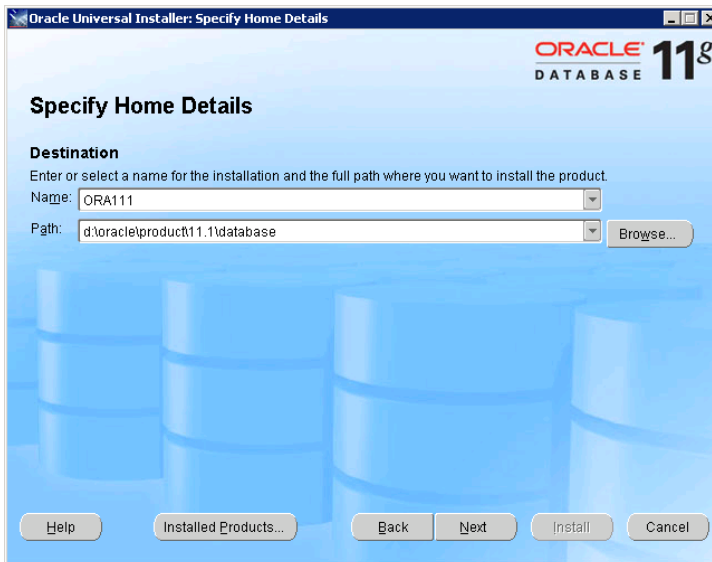 Oracle Universal Installer: Specify Home Details
ORACLE
DATABASE 11g
Specify Home Details
Destination
Enter or select a name for the installation and the full path where you want to install the product.
Name: ORA111
Path: d:\oracle\product\11.1\database Browse...
Help Installed Products... Back Next Install Cancel